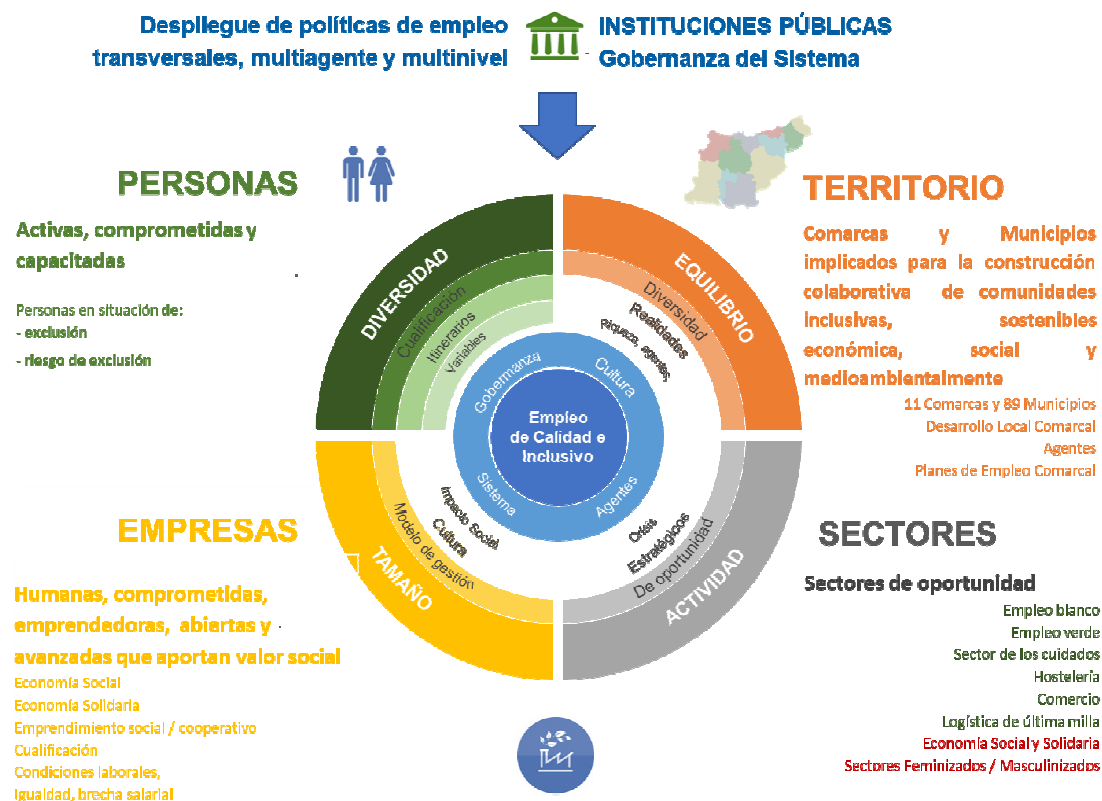 Despliegue de políticas de empleo
transversales, multiagente y multinivel
INSTITUCIONES PÚBLICAS
Gobernanza del Sistema
PERSONAS
Activas, comprometidas y
capacitadas
Personas en situación de:
- exclusión
- riesgo de exclusión
TERRITORIO
Comarcas y Municipios
implicados para la construcción
colaborativa de comunidades
inclusivas, sostenibles
económica, social y
medioambientalmente
11 Comarcas y 89 Municipios
Desarrollo Local Comarcal
Agentes
Planes de Empleo Comarcal
DIVERSIDAD
Cualificación
Itinerarios
Variables
EQUILIBRIO
Diversidad
Realidades
Riqueza, agentes,
Gobernanza
Cultura
Sistema
Agentes
Empleo
de Calidad e
Inclusivo
TAMAÑO
Modelo de gestión
Cultura
Impacto Social
ACTIVIDAD
De oportunidad
Estratégicos
Crisis
EMPRESAS
Humanas, comprometidas,
emprendedoras, abiertas y
avanzadas que aportan valor social
Economía Social
Economía Solidaria
Emprendimiento social / cooperativo
Cualificación
Condiciones laborales,
Igualdad, brecha salarial
SECTORES
Sectores de oportunidad
Empleo blanco
Empleo verde
Sector de los cuidados
Hostelería
Comercio
Logística de última milla
Economía Social y Solidaria
Sectores Feminizados / Masculinizados